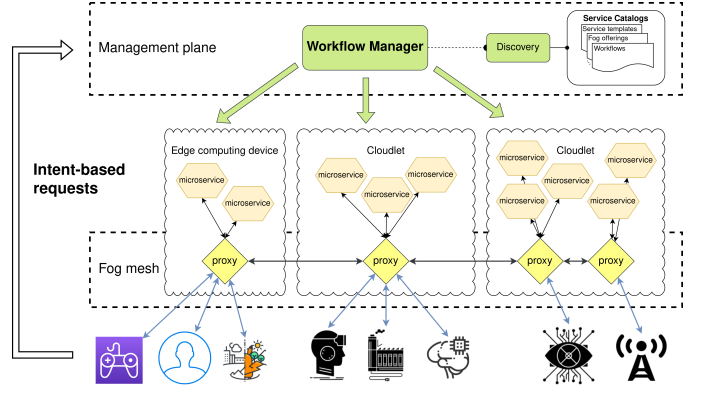 Service Catalogs
Service templates
Fog offerings
Workflows
Management plane
Workflow Manager
Discovery
Intent-based
requests
Edge computing device
microservice
microservice
Cloudlet
microservice
microservice
microservice
Cloudlet
microservice
microservice
microservice
microservice
microservice
Fog mesh
proxy
proxy
proxy
proxy